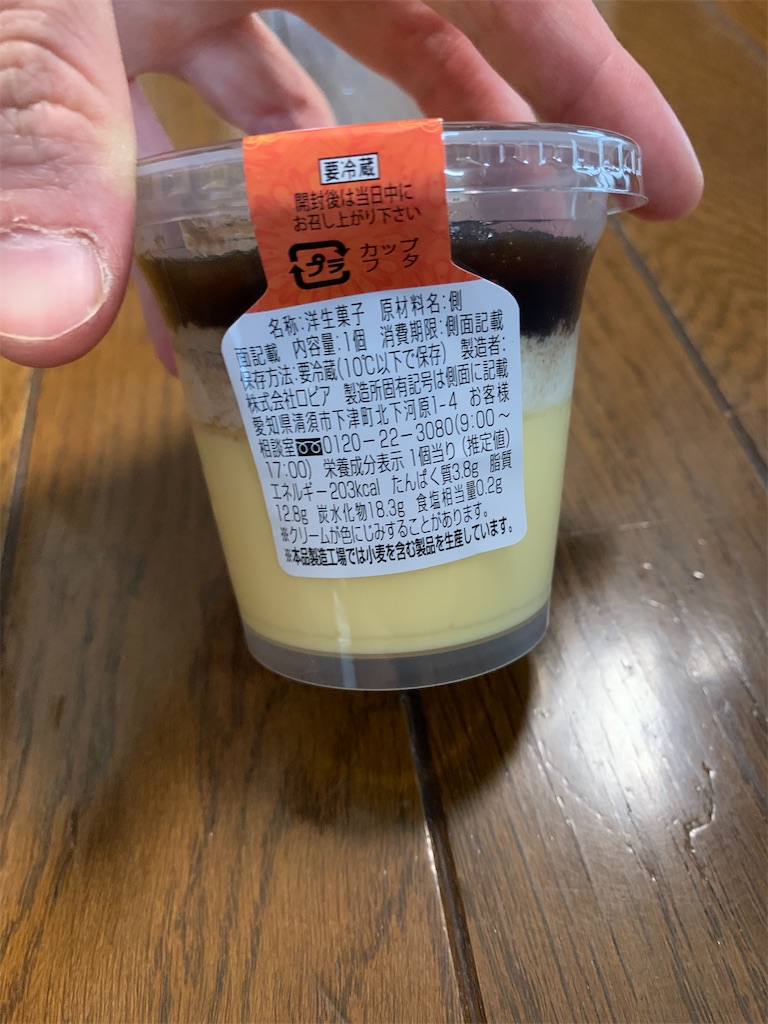 要冷蔵
開封後は当日中に
お召し上がり下さい
プラ
カップ
フタ
名称:洋生菓子 原材料名:側
面記載 内容量:1個 消費期限:側面記載
保存方法:要冷蔵(10℃以下で保存) 製造者:
株式会社ロピア 製造所固有記号は側面に記載
愛知県清須市下津町北下河原1-4 お客様
相談室0120-22-3080(9:00~
17:00) 栄養成分表示 1個当り (推定値)
エネルギー203kcal たんぱく質3.8g 脂質
12.8g 炭水化物18.3g 食塩相当量0.2g
※クリームが色にじみすることがあります。
※本品製造工場では小麦を含む製品を生産しています。